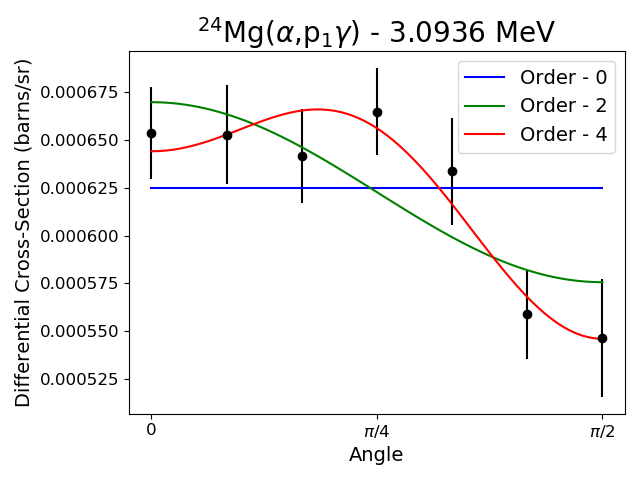 ²⁴Mg(α,p₁γ) - 3.0936 MeV
Differential Cross-Section (barns/sr)
0.000675
0.000650
0.000625
0.000600
0.000575
0.000550
0.000525
Order - 0
Order - 2
Order - 4
0
π/4
π/2
Angle